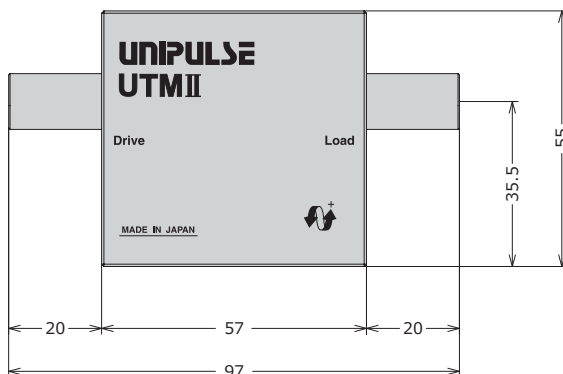 UNIPULSE
UTMII
Drive
Load
+
MADE IN JAPAN
35.5
55
20
57
20
97